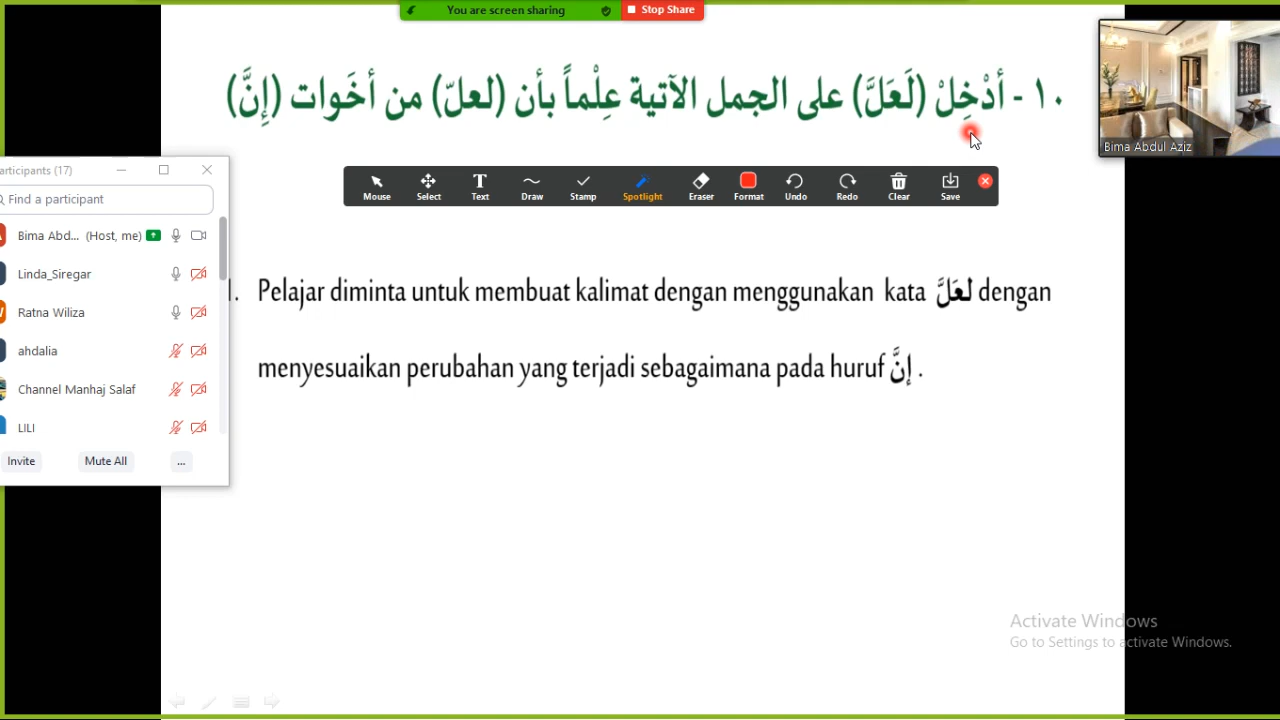 You are screen sharing
Stop Share
١٠ - أدْخِلْ (لَعَلَّ) على الجمل الآتية عِلْماً بأن (لعلّ) من أخَوات (إِنَّ)
Bima Abdul Aziz
articipants (17)
Find a participant
Bima Abd... (Host, me)
Linda_Siregar
Ratna Wiliza
ahdalia
Channel Manhaj Salaf
LILI
Invite
Mute All
...
Mouse
Select
Text
Draw
Stamp
Spotlight
Eraser
Format
Undo
Redo
Clear
Save
1. Pelajar diminta untuk membuat kalimat dengan menggunakan kata لعَلَّ dengan
menyesuaikan perubahan yang terjadi sebagaimana pada huruf إنَّ .
Activate Windows
Go to Settings to activate Windows.